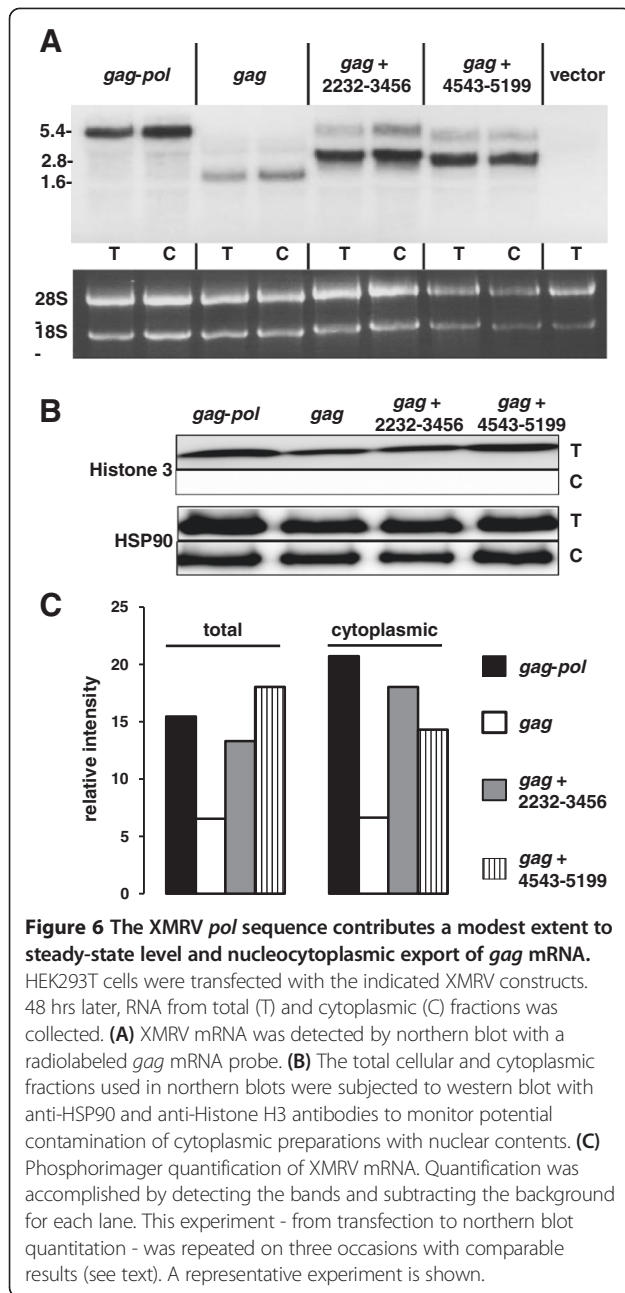 A
gag-pol
gag
gag +
2232-3456
gag +
4543-5199
vector
5.4-
2.8-
1.6-
T C T C T C T C T
28S
18S
-
B
gag-pol
gag
gag +
2232-3456
gag +
4543-5199
Histone 3
T
C
HSP90
T
C
C
25
20
15
10
5
0
relative intensity
total
cytoplasmic
gag-pol
gag
gag +
2232-3456
gag +
4543-5199
Figure 6 The XMRV pol sequence contributes a modest extent to
steady-state level and nucleocytoplasmic export of gag mRNA.
HEK293T cells were transfected with the indicated XMRV constructs.
48 hrs later, RNA from total (T) and cytoplasmic (C) fractions was
collected. (A) XMRV mRNA was detected by northern blot with a
radiolabeled gag mRNA probe. (B) The total cellular and cytoplasmic
fractions used in northern blots were subjected to western blot with
anti-HSP90 and anti-Histone H3 antibodies to monitor potential
contamination of cytoplasmic preparations with nuclear contents. (C)
Phosphorimager quantification of XMRV mRNA. Quantification was
accomplished by detecting the bands and subtracting the background
for each lane. This experiment - from transfection to northern blot
quantitation - was repeated on three occasions with comparable
results (see text). A representative experiment is shown.